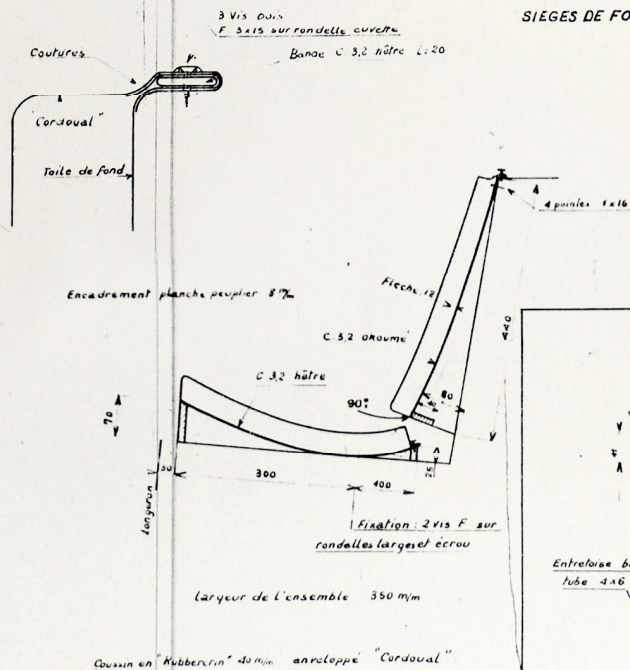 3 Vis bois
F 3x15 sur rondelle cuvette
SIEGES DE FO
Bande C 3,2 hêtre L: 20
Coutures
"Cordoual"
Toile de fond
4 pointes 1x16
Encadrement planche peuplier 8 m/m
Flèche: 12
C 3,2 OKOUMÉ
440
C 3,2 hêtre
90°
80
70
50
300
100
25
longeron
Fixation: 2 vis F sur
rondelles larges et écrou
Entretoise b
tube 4x6
largeur de l'ensemble 350 m/m
Coussin en "Rubbercrin" 40 m/m enveloppé "Cordoual"